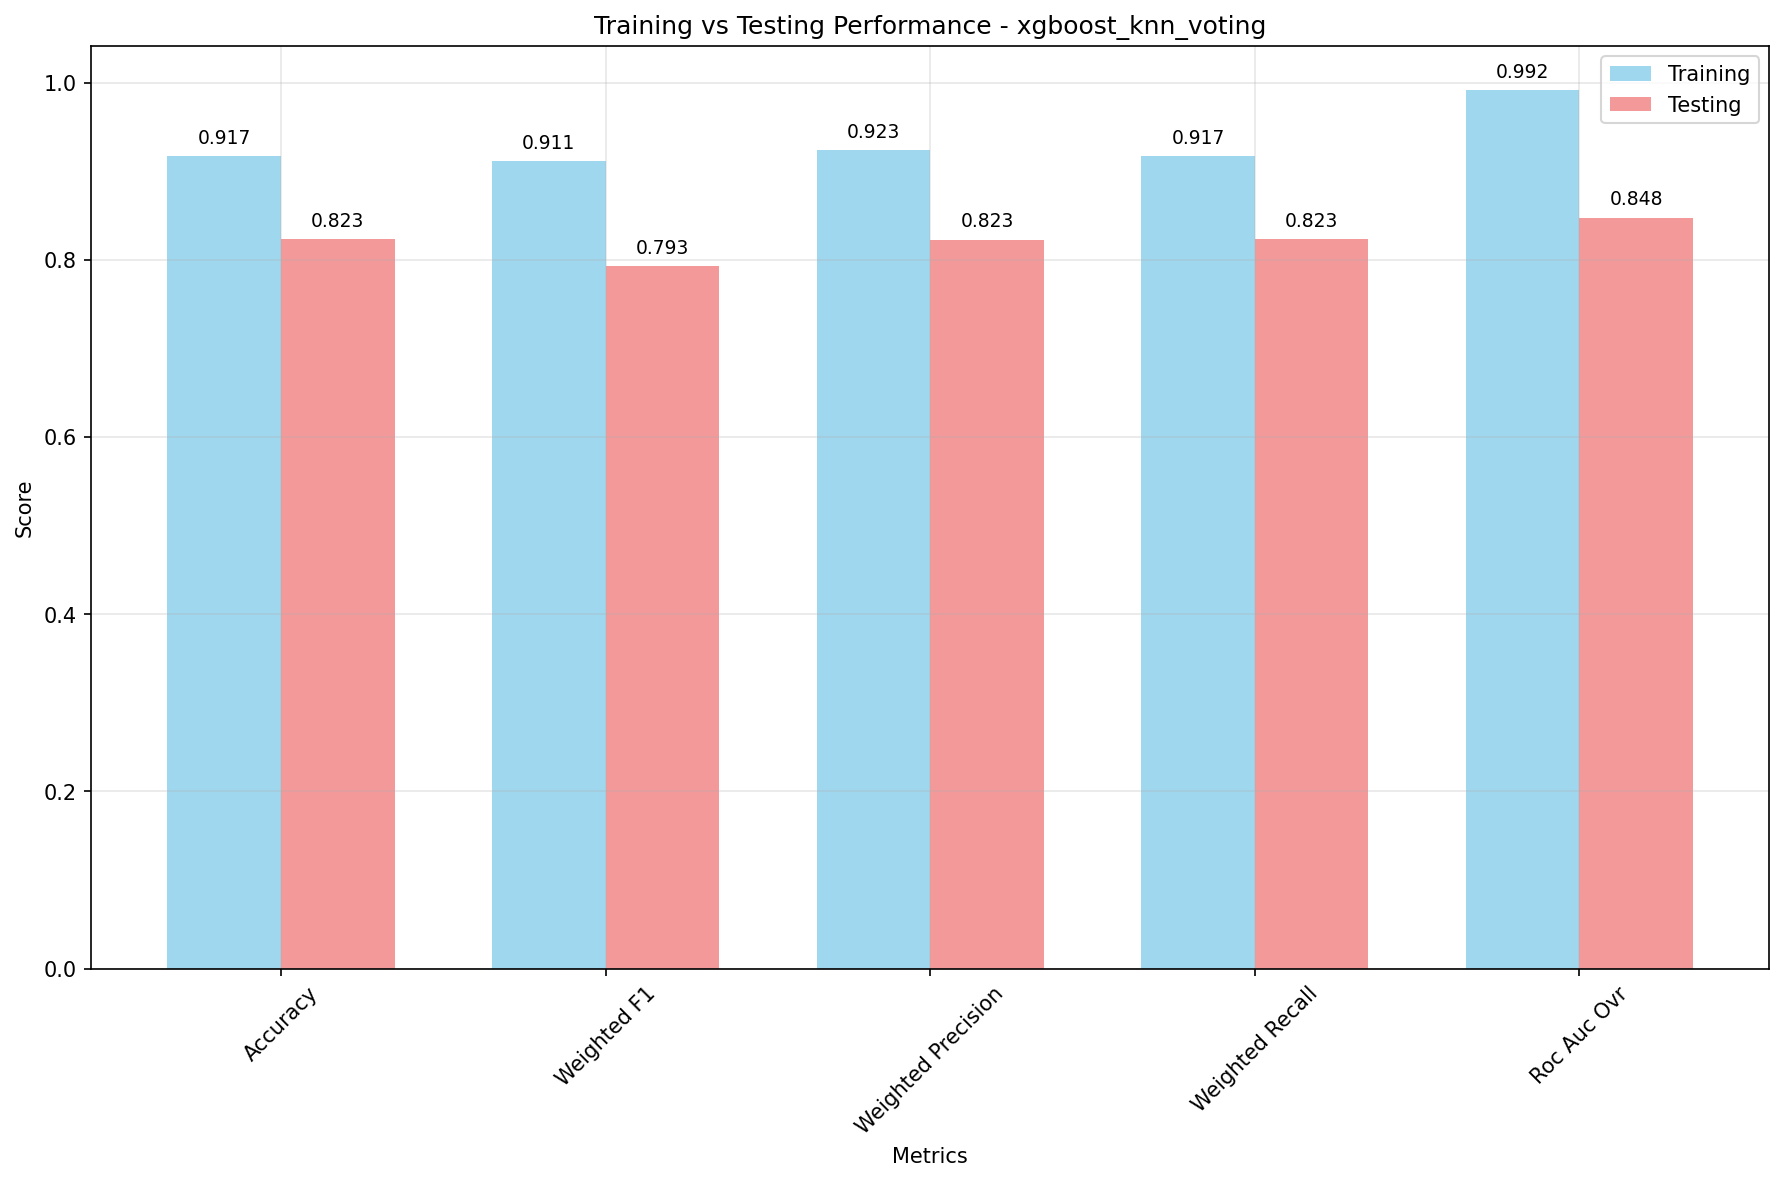 Training vs Testing Performance - xgboost_knn_voting
Training
Testing
1.0
0.8
0.6
0.4
0.2
0.0
Score
0.917
0.823
0.911
0.793
0.923
0.823
0.917
0.823
0.992
0.848
Accuracy
Weighted F1
Weighted Precision
Weighted Recall
Roc Auc Ovr
Metrics